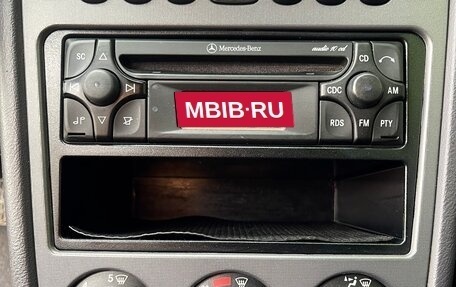 Mercedes-Benz
audio 10 cd
SC
CD
CDC
AM
MBIB·RU
RDS
FM
PTY
5